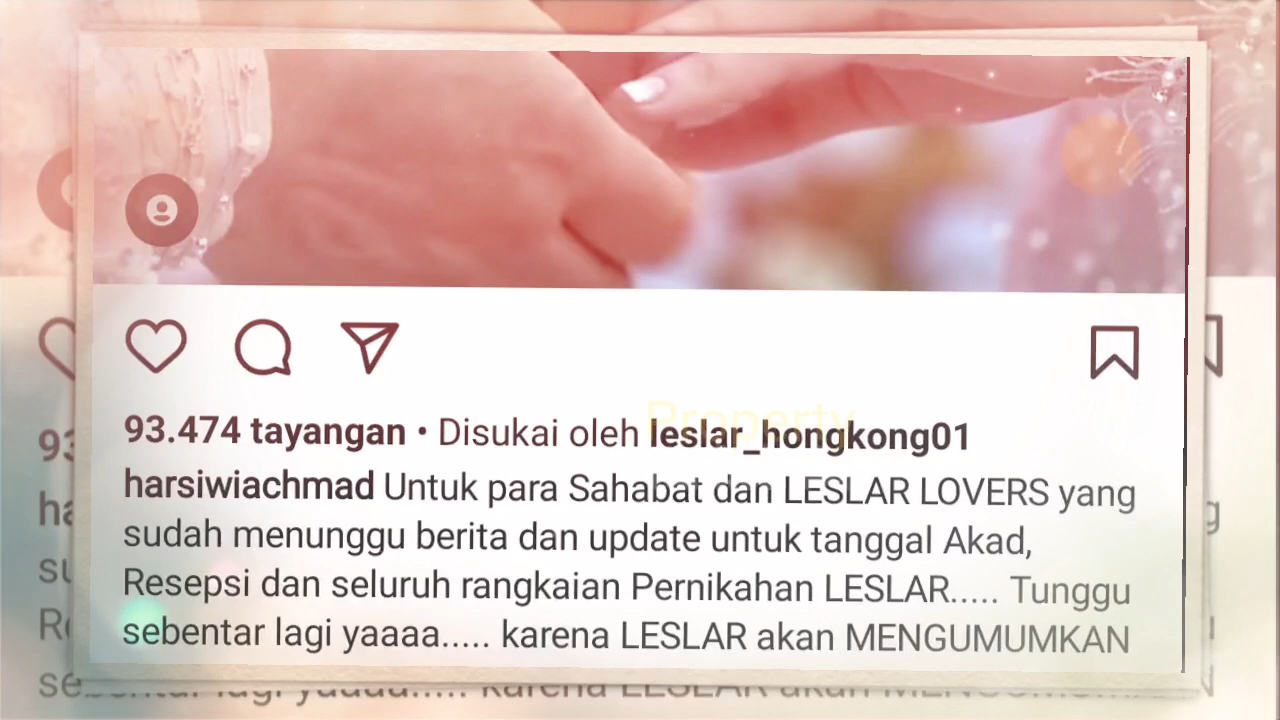 Property
93.474 tayangan • Disukai oleh leslar_hongkong01
harsiwiachmad Untuk para Sahabat dan LESLAR LOVERS yang
sudah menunggu berita dan update untuk tanggal Akad,
Resepsi dan seluruh rangkaian Pernikahan LESLAR..... Tunggu
sebentar lagi yaaaa..... karena LESLAR akan MENGUMUMKAN